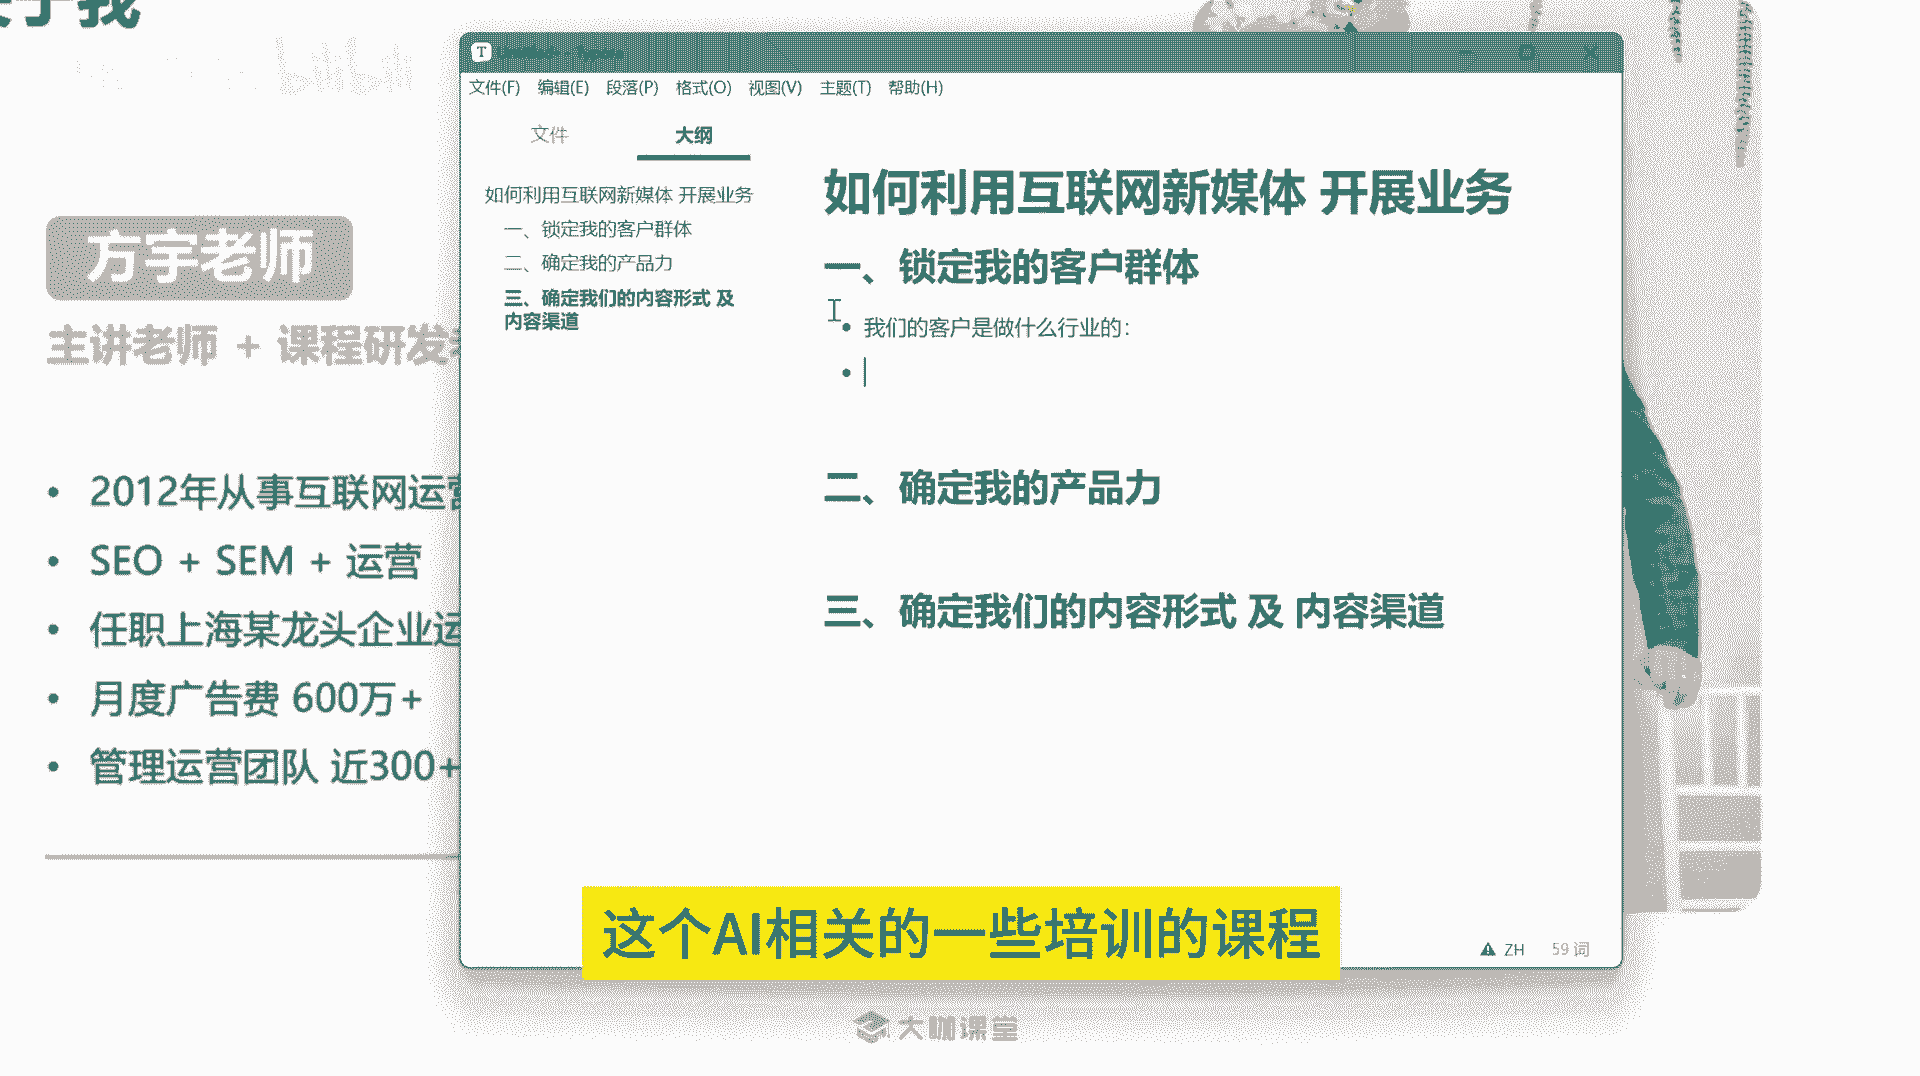 于我
bilibili
方宇老师
主讲老师 + 课程研发
2012年从事互联网运营
SEO + SEM + 运营
任职上海某龙头企业运
月度广告费 600万+
管理运营团队 近300+
T
文件(F) 编辑(E) 段落(P) 格式(O) 视图(V) 主题(T) 帮助(H)
文件 大纲
如何利用互联网新媒体 开展业务
一、锁定我的客户群体
二、确定我的产品力
三、确定我们的内容形式 及
内容渠道
如何利用互联网新媒体 开展业务
一、锁定我的客户群体
我们的客户是做什么行业的：
二、确定我的产品力
三、确定我们的内容形式 及 内容渠道
ZH 59 词
这个AI相关的一些培训的课程
大咖课堂